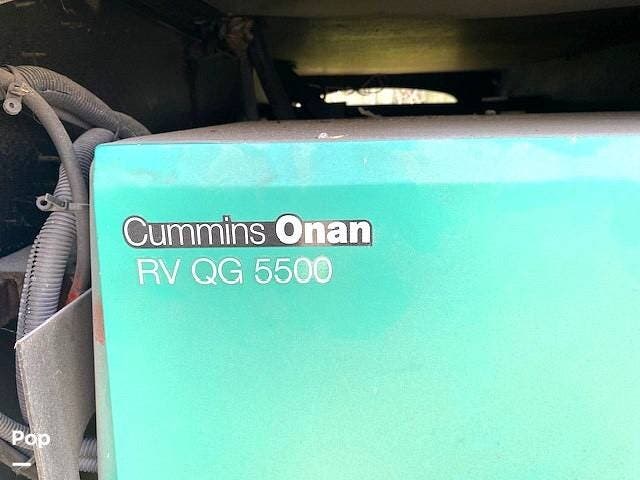 Cummins Onan
RV QG 5500
Pop